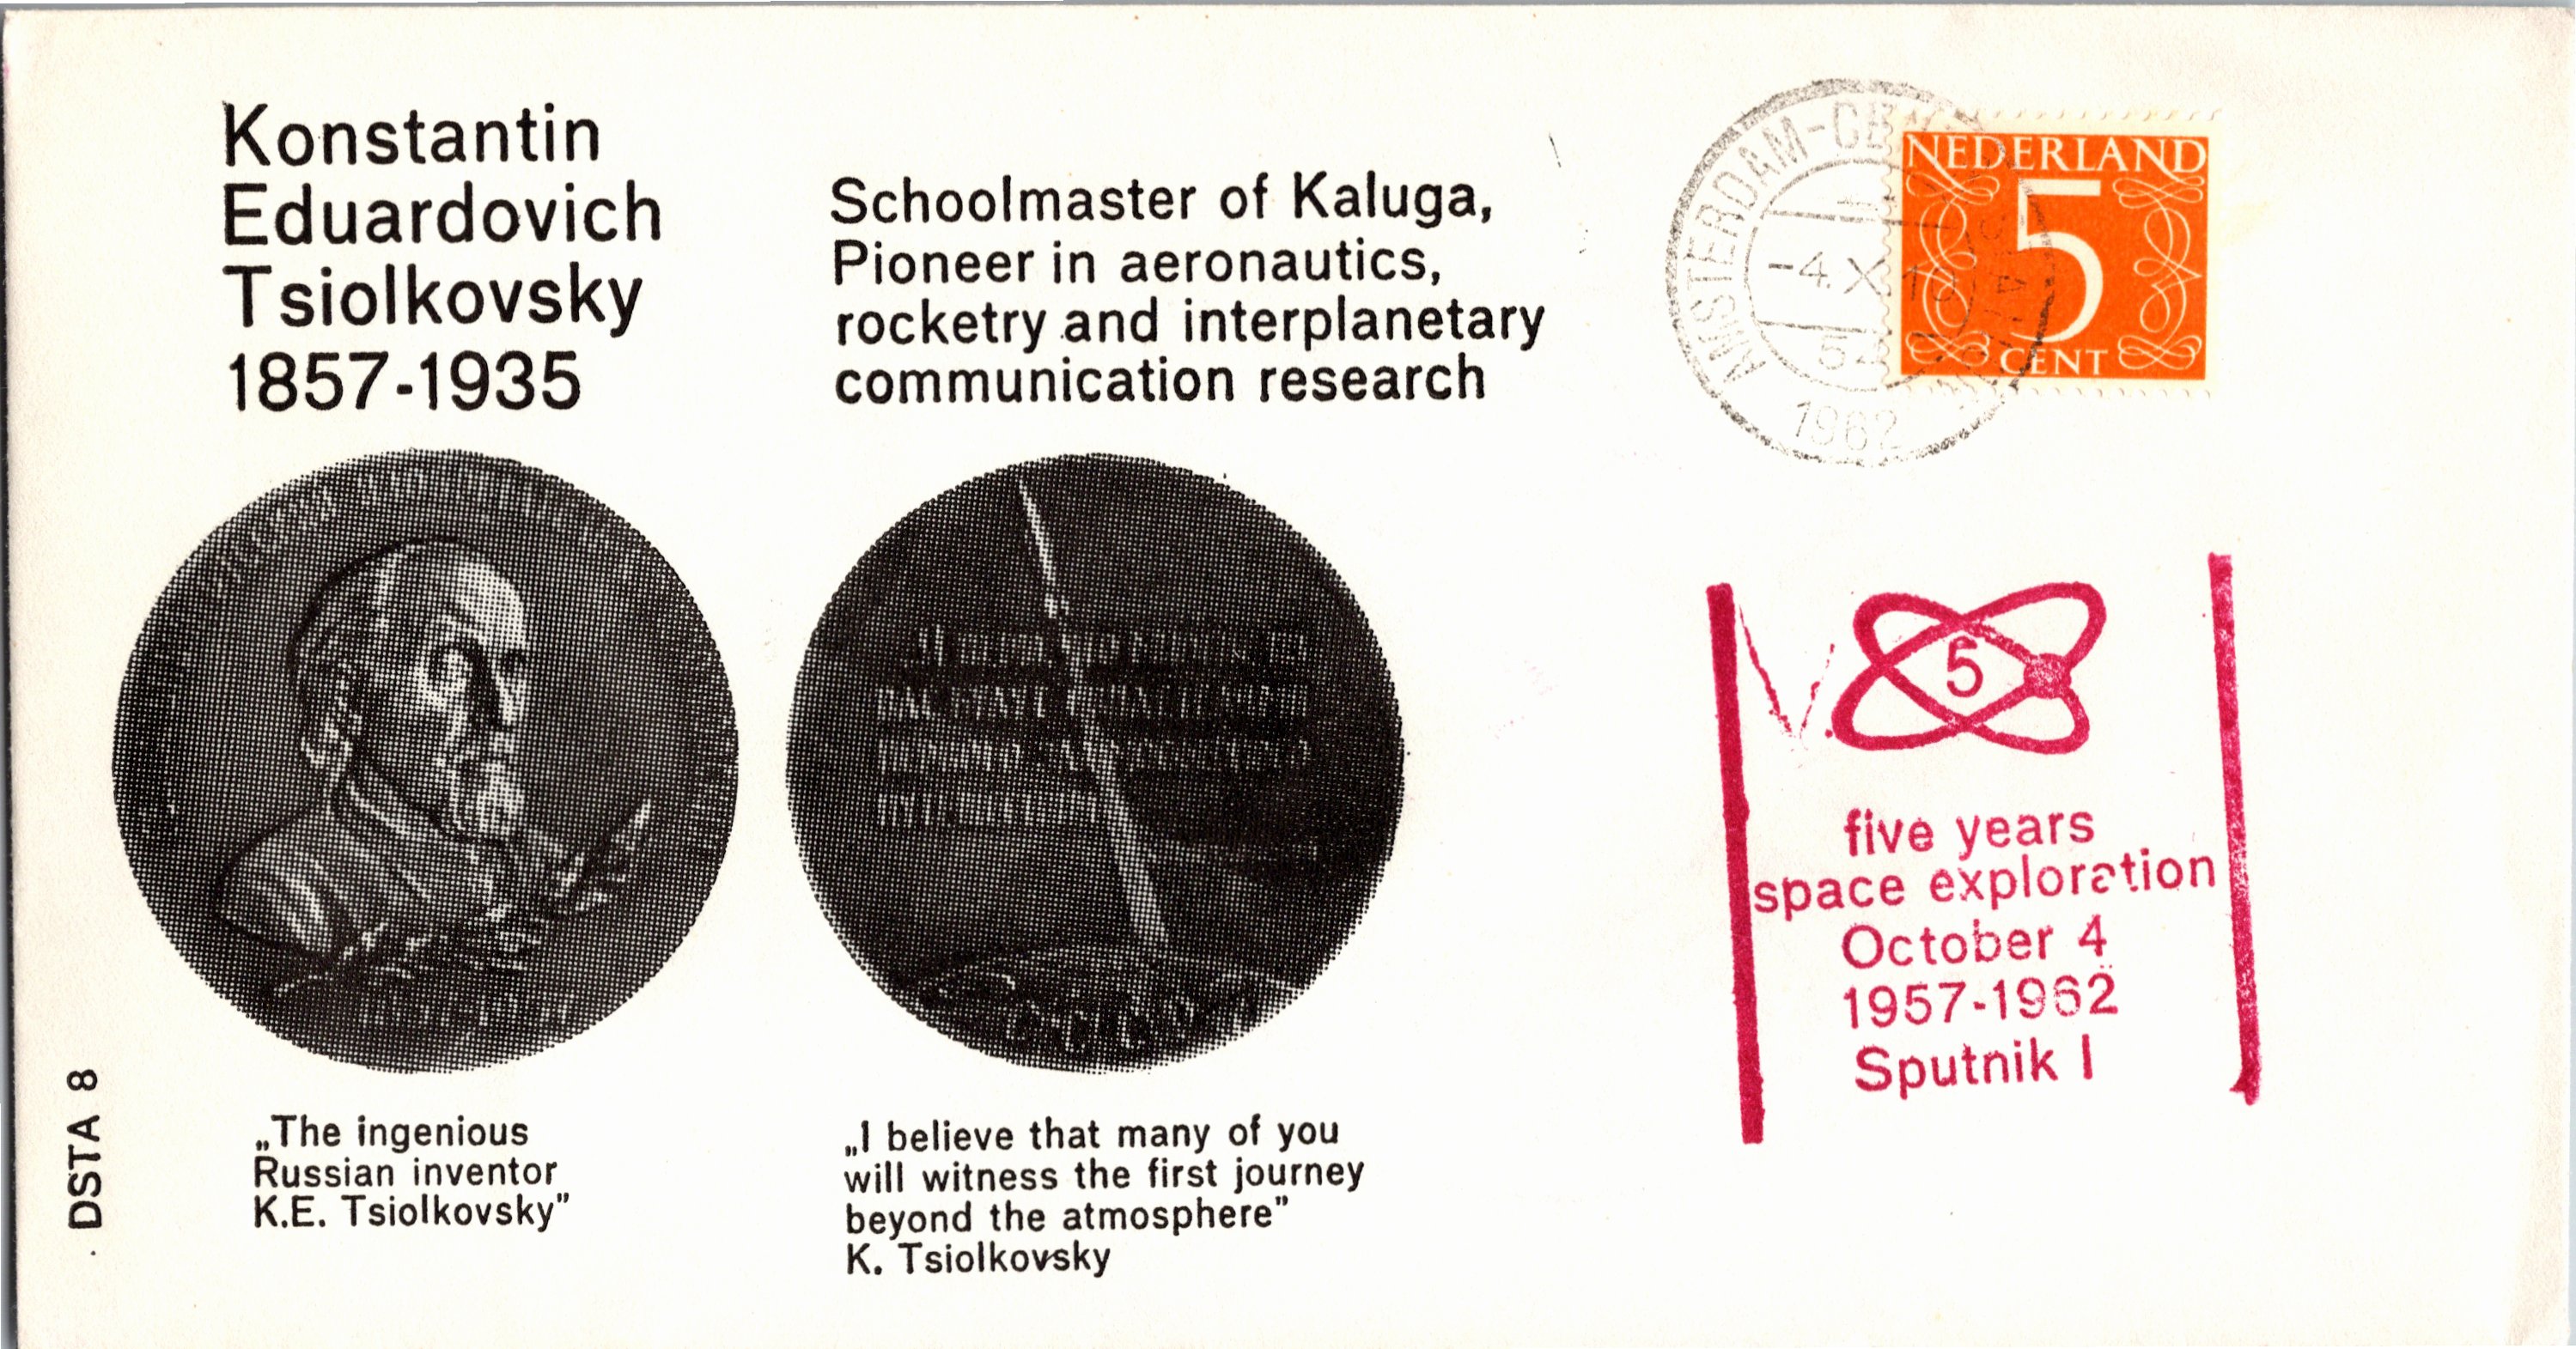 Konstantin
Eduardovich
Tsiolkovsky
1857-1935
Schoolmaster of Kaluga,
Pioneer in aeronautics,
rocketry and interplanetary
communication research
NEDERLAND
5
CENT
-4.X.19
1962
5
five years
space exploration
October 4
1957-1962
Sputnik I
DSTA 8
„The ingenious
Russian inventor
K.E. Tsiolkovsky”
„I believe that many of you
will witness the first journey
beyond the atmosphere”
K. Tsiolkovsky